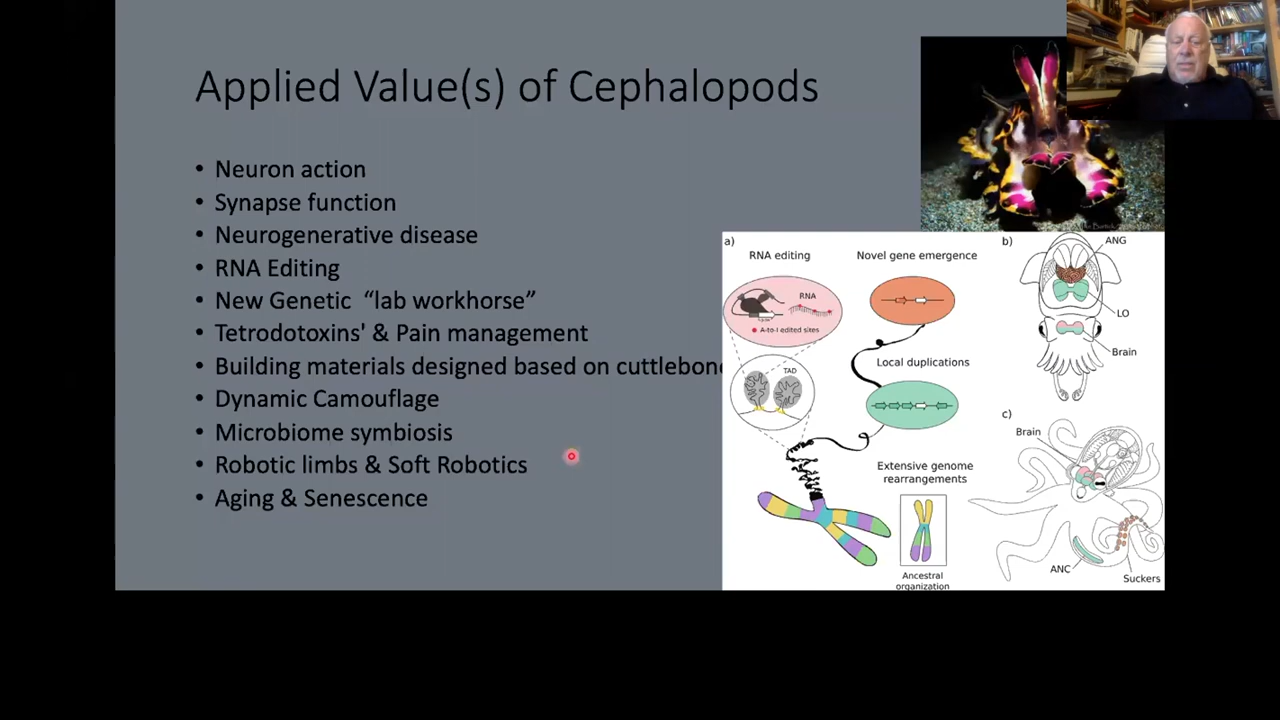 Applied Value(s) of Cephalopods
• Neuron action
• Synapse function
• Neurogenerative disease
• RNA Editing
• New Genetic “lab workhorse”
• Tetrodotoxins' & Pain management
• Building materials designed based on cuttlebone
• Dynamic Camouflage
• Microbiome symbiosis
• Robotic limbs & Soft Robotics
• Aging & Senescence
a)
RNA editing
Novel gene emergence
RNA
A-to-I edited sites
TAD
Local duplications
Extensive genome
rearrangements
Ancestral
organization
b)
ANG
LO
Brain
c)
Brain
ANC
Suckers